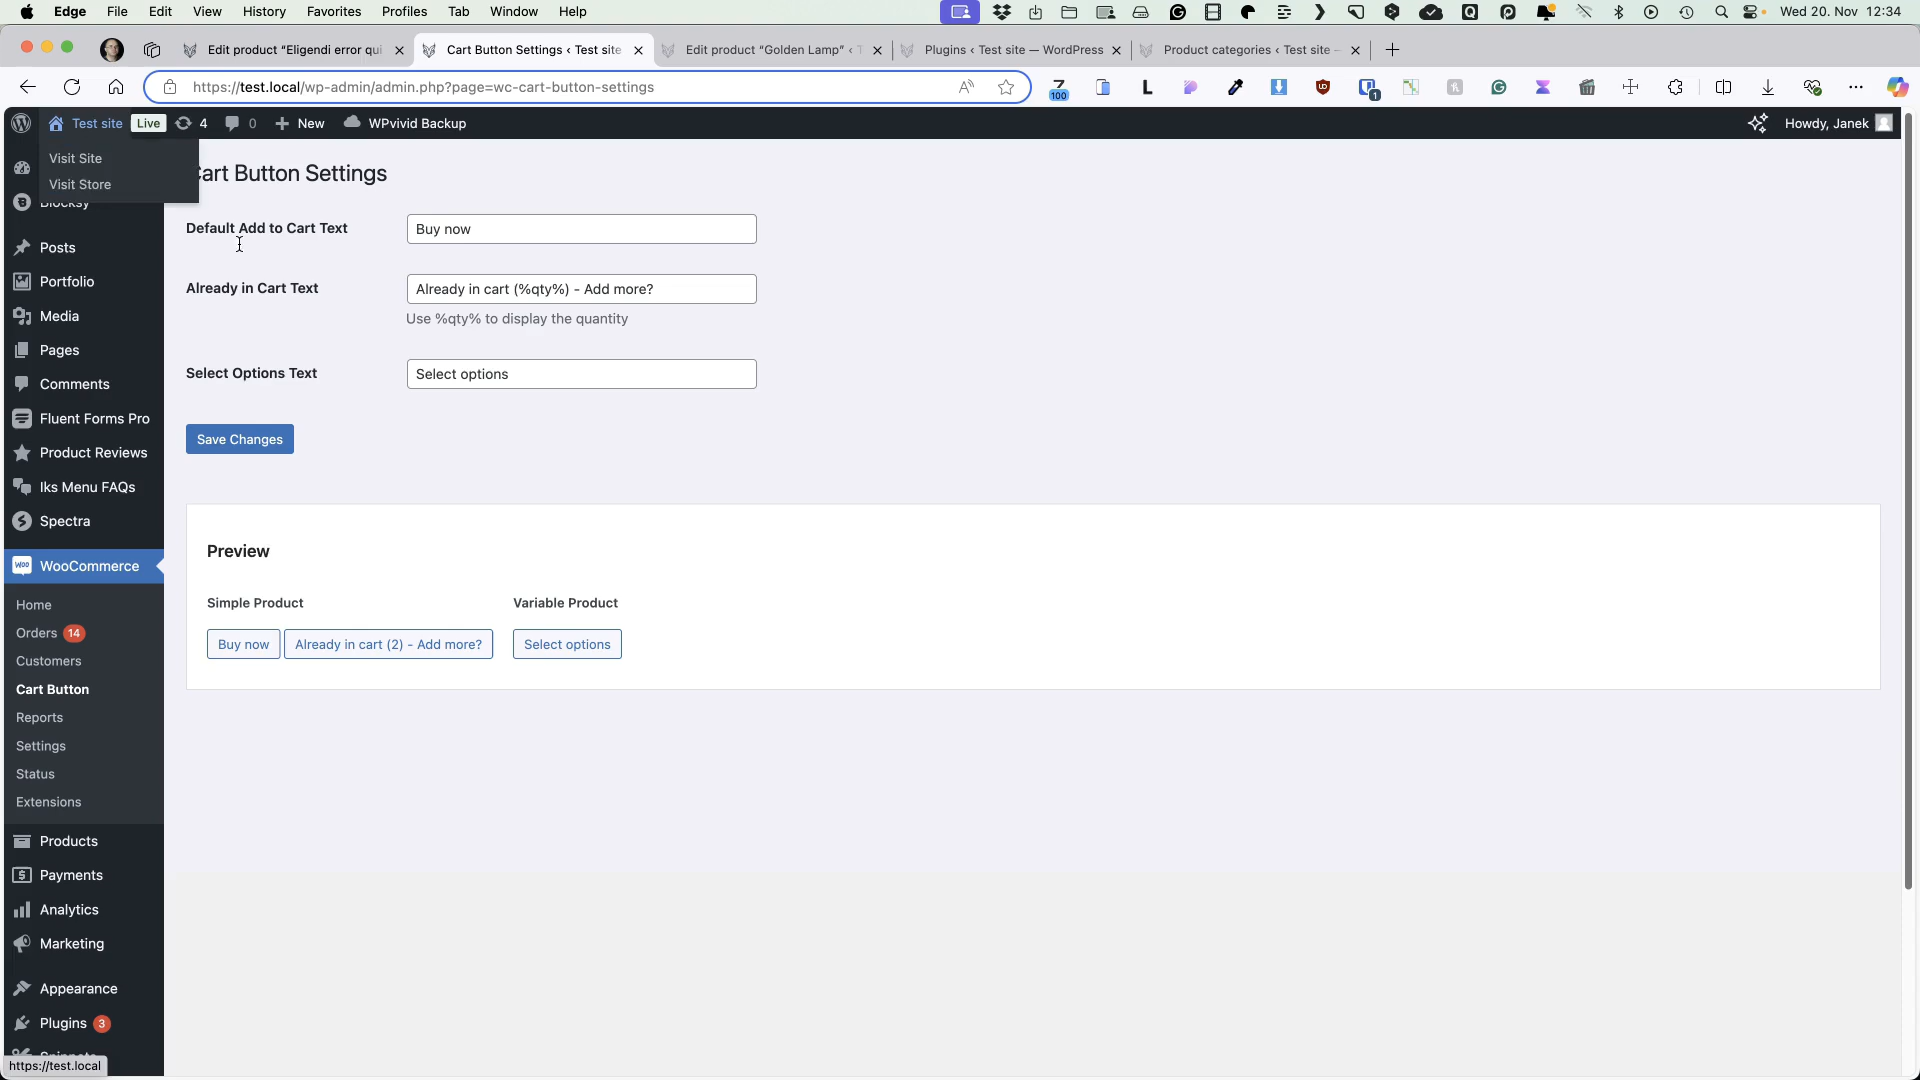 Edge File Edit View History Favorites Profiles Tab Window Help Wed 20. Nov 12:34
Edit product “Eligendi error qui
Cart Button Settings ‹ Test site
Edit product “Golden Lamp” ‹ T
Plugins ‹ Test site — WordPress
Product categories ‹ Test site –
https://test.local/wp-admin/admin.php?page=wc-cart-button-settings
100
L
1
Test site Live 4 0 New WPvivid Backup Howdy, Janek
Visit Site
Visit Store
Blocksy
Posts
Portfolio
Media
Pages
Comments
Fluent Forms Pro
Product Reviews
Iks Menu FAQs
Spectra
WooCommerce
Home
Orders 14
Customers
Cart Button
Reports
Settings
Status
Extensions
Products
Payments
Analytics
Marketing
Appearance
Plugins 3
https://test.local
Cart Button Settings
Default Add to Cart Text
Buy now
Already in Cart Text
Already in cart (%qty%) - Add more?
Use %qty% to display the quantity
Select Options Text
Select options
Save Changes
Preview
Simple Product
Variable Product
Buy now
Already in cart (2) - Add more?
Select options